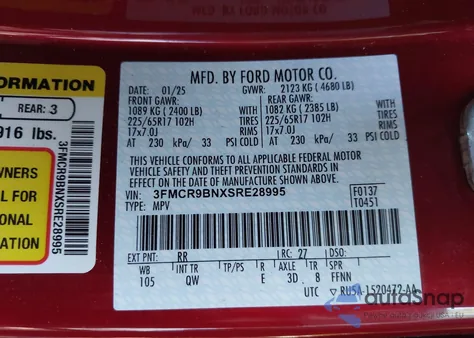 ORMATION
REAR: 3
916 lbs.
WNERS
L FOR
ONAL
ATION
3FMCR9BNXSRE28995
MFD. BY FORD MOTOR CO.
DATE: 01/25 GVWR: 2123 KG ( 4680 LB)
FRONT GAWR: REAR GAWR:
1089 KG ( 2400 LB) 1082 KG ( 2385 LB) WITH
225/65R17 102H WITH 225/65R17 102H TIRES
17x7.0J TIRES 17x7.0J RIMS
RIMS
AT 230 kPa/ 33 PSI COLD AT 230 kPa/ 33 PSI COLD
THIS VEHICLE CONFORMS TO ALL APPLICABLE FEDERAL MOTOR
VEHICLE SAFETY AND THEFT PREVENTION STANDARDS IN EFFECT ON
THE DATE OF MANUFACTURE SHOWN ABOVE.
VIN: 3FMCR9BNXSRE28995 F0137
TYPE: MPV T0451
EXT PNT: RR RC: 27 DSO:
WB INT TR TP/PS R AXLE TR SPR
105 QW E 3D 8 FFNN
UTC RU5A-1520472-AA
autoSnap